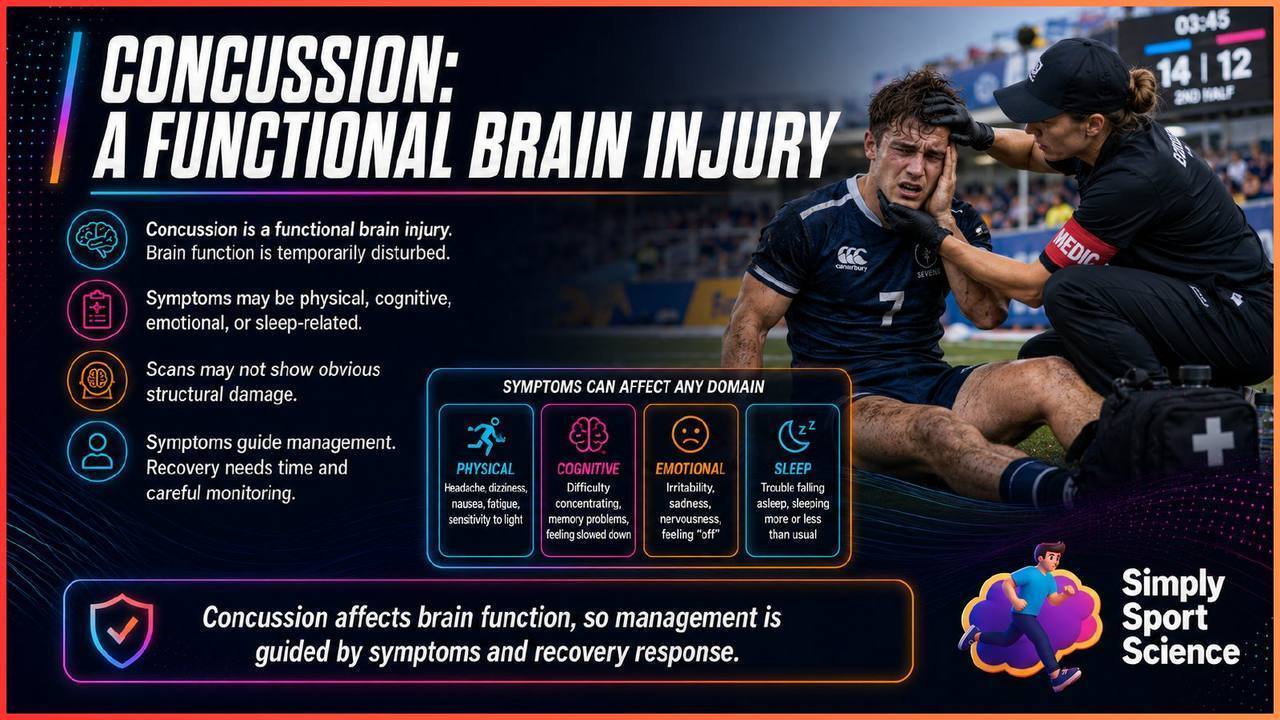 CONCUSSION:
A FUNCTIONAL BRAIN INJURY
Concussion is a functional brain injury.
Brain function is temporarily disturbed.
Symptoms may be physical, cognitive,
emotional, or sleep-related.
Scans may not show obvious
structural damage.
Symptoms guide management.
Recovery needs time and
careful monitoring.
SYMPTOMS CAN AFFECT ANY DOMAIN
PHYSICAL
Headache, dizziness,
nausea, fatigue,
sensitivity to light
COGNITIVE
Difficulty
concentrating,
memory problems,
feeling slowed down
EMOTIONAL
Irritability,
sadness,
nervousness,
feeling "off"
SLEEP
Trouble falling
asleep, sleeping
more or less
than usual
Concussion affects brain function, so management is
guided by symptoms and recovery response.
Simply
Sport
Science
03:45
14 | 12
2ND HALF
MEDIC
CCC
canterbury
SEVENS
7
z z z